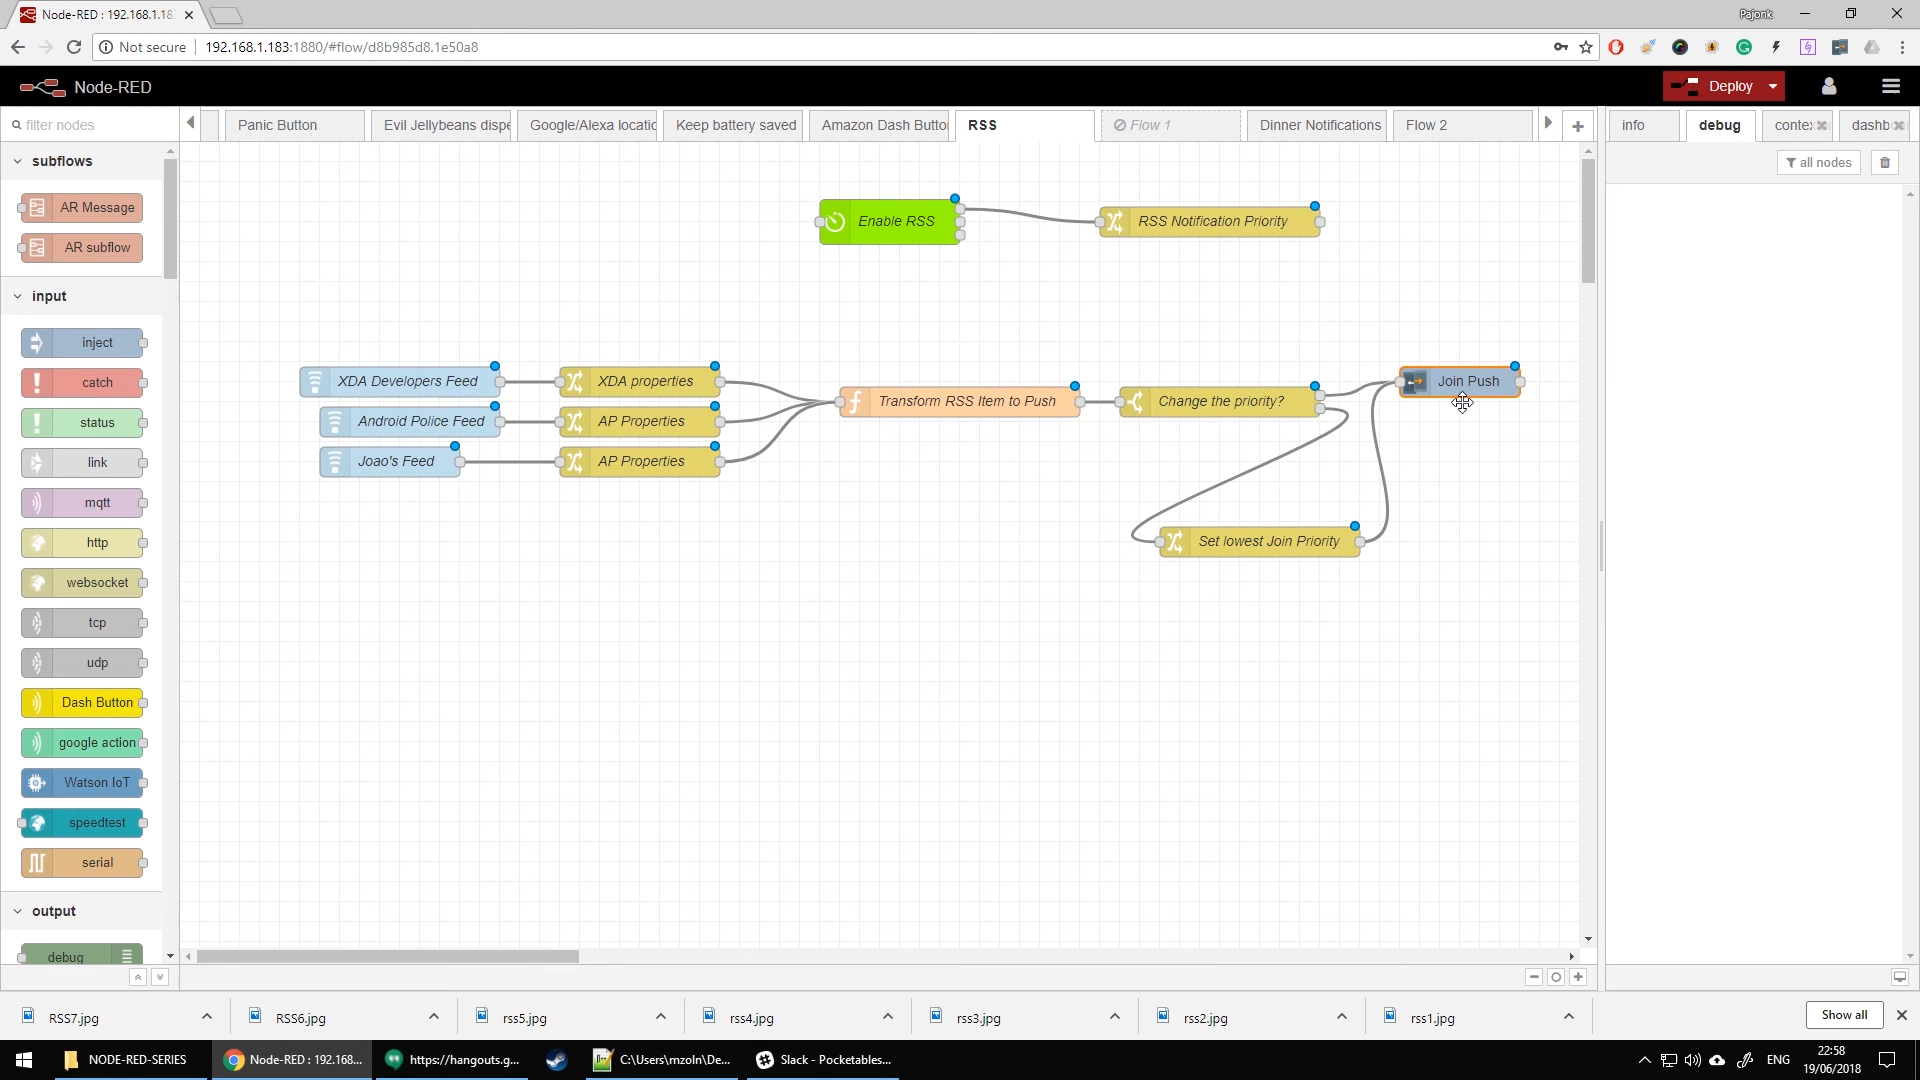 Node-RED : 192.168.1.18
Pajonk
Not secure
192.168.1.183:1880/#flow/d8b985d8.1e50a8
Node-RED
Deploy
filter nodes
Panic Button
Evil Jellybeans dispe
Google/Alexa locatic
Keep battery saved
Amazon Dash Butto
RSS
Flow 1
Dinner Notifications
Flow 2
info
debug
contex
dashb
all nodes
subflows
AR Message
AR subflow
input
inject
catch
status
link
mqtt
http
websocket
tcp
udp
Dash Button
google action
Watson IoT
speedtest
serial
output
debug
Enable RSS
RSS Notification Priority
XDA Developers Feed
XDA properties
Android Police Feed
AP Properties
Joao's Feed
AP Properties
Transform RSS Item to Push
Change the priority?
Join Push
Set lowest Join Priority
RSS7.jpg
RSS6.jpg
rss5.jpg
rss4.jpg
rss3.jpg
rss2.jpg
rss1.jpg
Show all
NODE-RED-SERIES
Node-RED : 192.168...
https://hangouts.g...
C:\Users\mzoln\De...
Slack - Pocketables...
ENG
22:58
19/06/2018